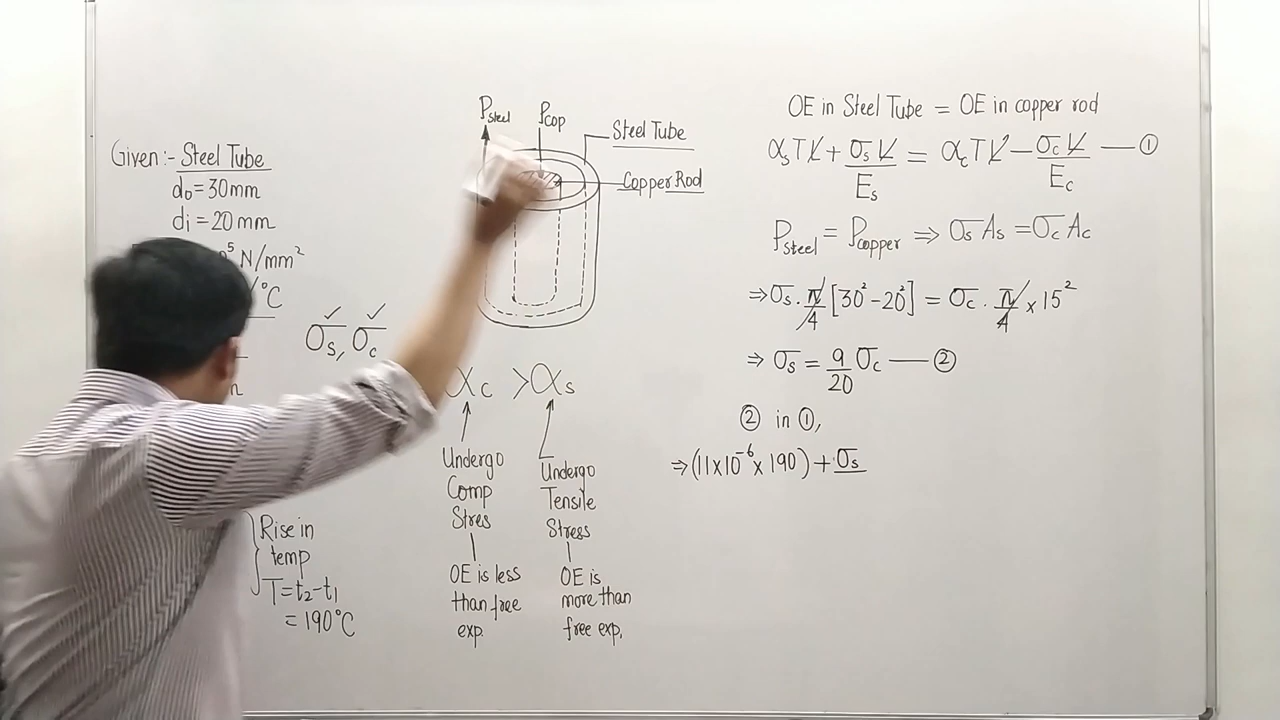 Given :- Steel Tube
d₀ = 30mm
di = 20 mm
⁵ N/mm²
/°C
σs, σc
Rise in
temp
T = t₂-t₁
= 190°C
Psteel
Pcop
Steel Tube
Copper Rod
αc > αs
Undergo
Comp
Stres
OE is less
than free
exp.
Undergo
Tensile
Stress
OE is
more than
free exp.
OE in Steel Tube = OE in copper rod
αsTL + σsL/Es = αcTL - σcL/Ec — ①
Psteel = Pcopper ⇒ σs As = σc Ac
⇒ σs · π/4 [30² - 20²] = σc · π/4 × 15²
⇒ σs = 9/20 σc — ②
② in ①,
⇒ (11×10⁻⁶ × 190) + σs